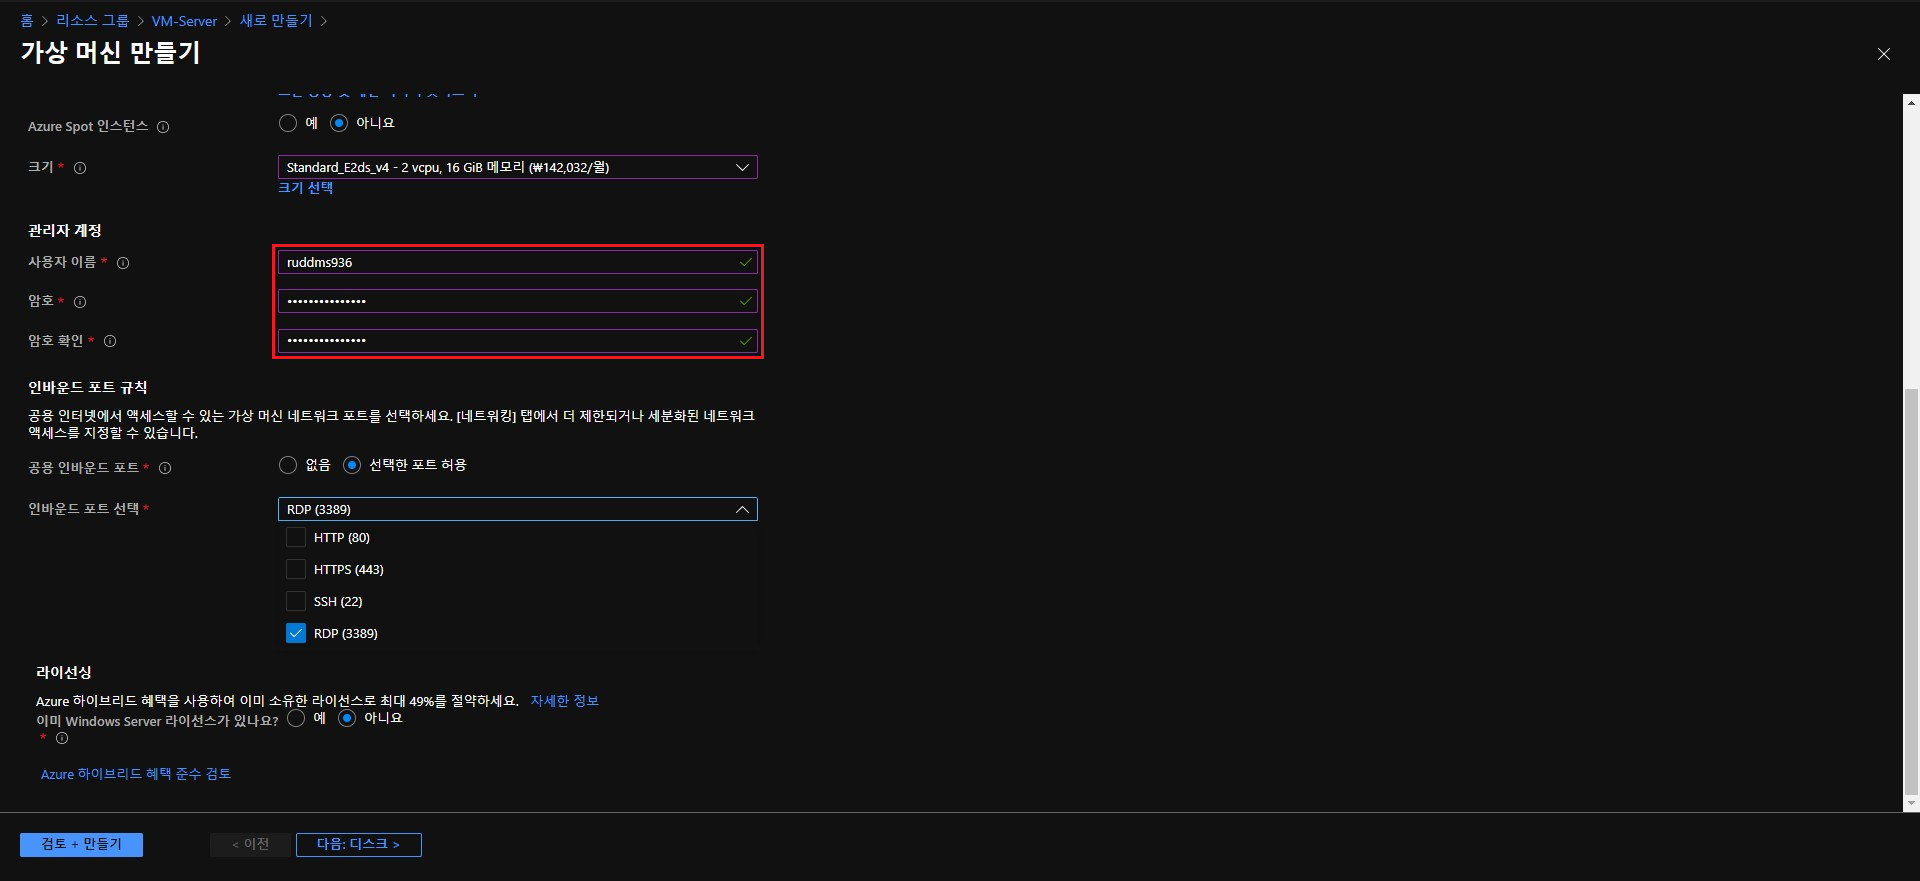 홈 > 리소스 그룹 > VM-Server > 새로 만들기 >
가상 머신 만들기
Azure Spot 인스턴스
예 아니요
크기 *
Standard_E2ds_v4 - 2 vcpu, 16 GiB 메모리 (₩142,032/월)
크기 선택
관리자 계정
사용자 이름 *
ruddms936
암호 *
•••••••••••••••
암호 확인 *
•••••••••••••••
인바운드 포트 규칙
공용 인터넷에서 액세스할 수 있는 가상 머신 네트워크 포트를 선택하세요. [네트워킹] 탭에서 더 제한되거나 세분화된 네트워크
액세스를 지정할 수 있습니다.
공용 인바운드 포트 *
없음 선택한 포트 허용
인바운드 포트 선택 *
RDP (3389)
HTTP (80)
HTTPS (443)
SSH (22)
RDP (3389)
라이선싱
Azure 하이브리드 혜택을 사용하여 이미 소유한 라이선스로 최대 49%를 절약하세요. 자세한 정보
이미 Windows Server 라이선스가 있나요? 예 아니요
*
Azure 하이브리드 혜택 준수 검토
검토 + 만들기
< 이전
다음: 디스크 >